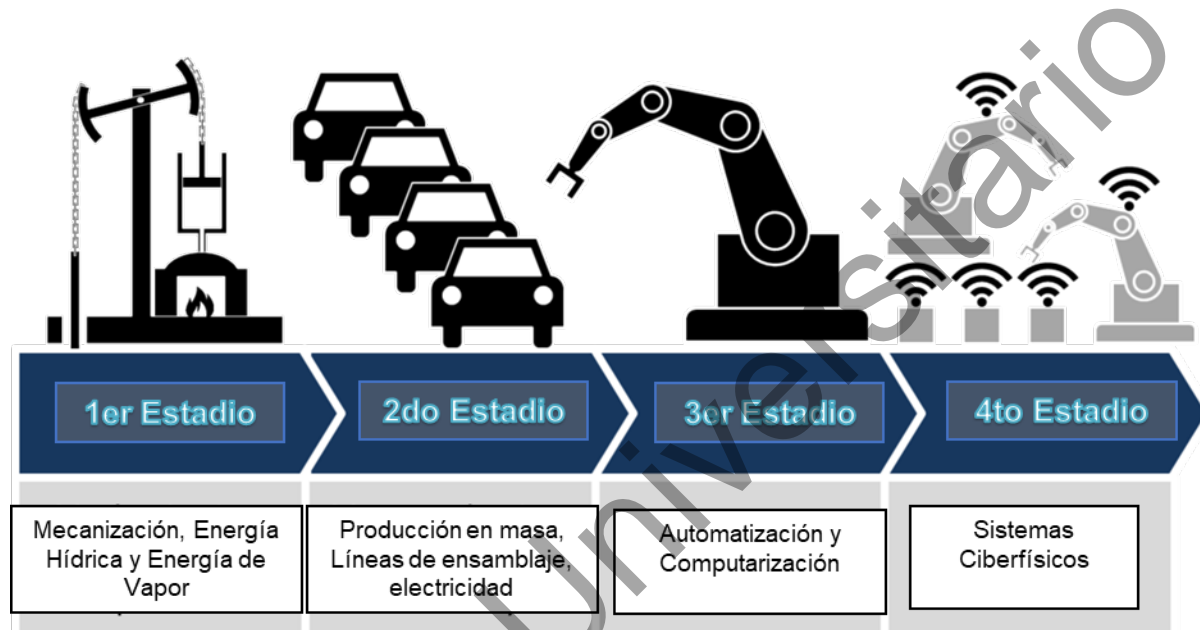 1er Estadio
2do Estadio
3er Estadio
4to Estadio
Mecanización, Energía
Hídrica y Energía de
Vapor
Producción en masa,
Líneas de ensamblaje,
electricidad
Automatización y
Computarización
Sistemas
Ciberfísicos
Universitario